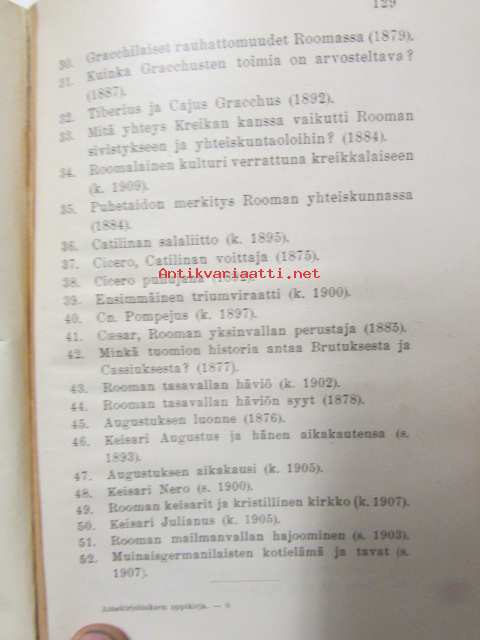 129
30. Gracchilaiset rauhattomuudet Roomassa (1879).
31. Kuinka Gracchusten toimia on arvosteltava?
(1887).
32. Tiberius ja Cajus Gracchus (1892).
33. Mitä yhteys Kreikan kanssa vaikutti Rooman
sivistykseen ja yhteiskuntaoloihin? (1884).
34. Roomalainen kulturi verrattuna kreikkalaiseen
(k. 1909).
35. Puhetaidon merkitys Rooman yhteiskunnassa
(1884).
36. Catilinan salaliitto (k. 1895).
37. Cicero, Catilinan voittaja (1875).
38. Cicero puhujana
Antikvariaatti.net
39. Ensimmäinen triumviraatti (k. 1900).
40. Cn. Pompejus (k. 1897).
41. Cæsar, Rooman yksinvallan perustaja (1885).
42. Minkä tuomion historia antaa Brutuksesta ja
Cassiuksesta? (1877).
43. Rooman tasavallan häviö (k. 1902).
44. Rooman tasavallan häviön syyt (1878).
45. Augustuksen luonne (1876).
46. Keisari Augustus ja hänen aikakautensa (s.
1893).
47. Augustuksen aikakausi (k. 1905).
48. Keisari Nero (s. 1900).
49. Rooman keisarit ja kristillinen kirkko (k. 1907).
50. Keisari Julianus (k. 1905).
51. Rooman mailmanvallan hajoominen (s. 1903).
52. Muinaisgermanilaisten kotielämä ja tavat (s.
1907).
Ainekirjoituksen oppikirja. — 9